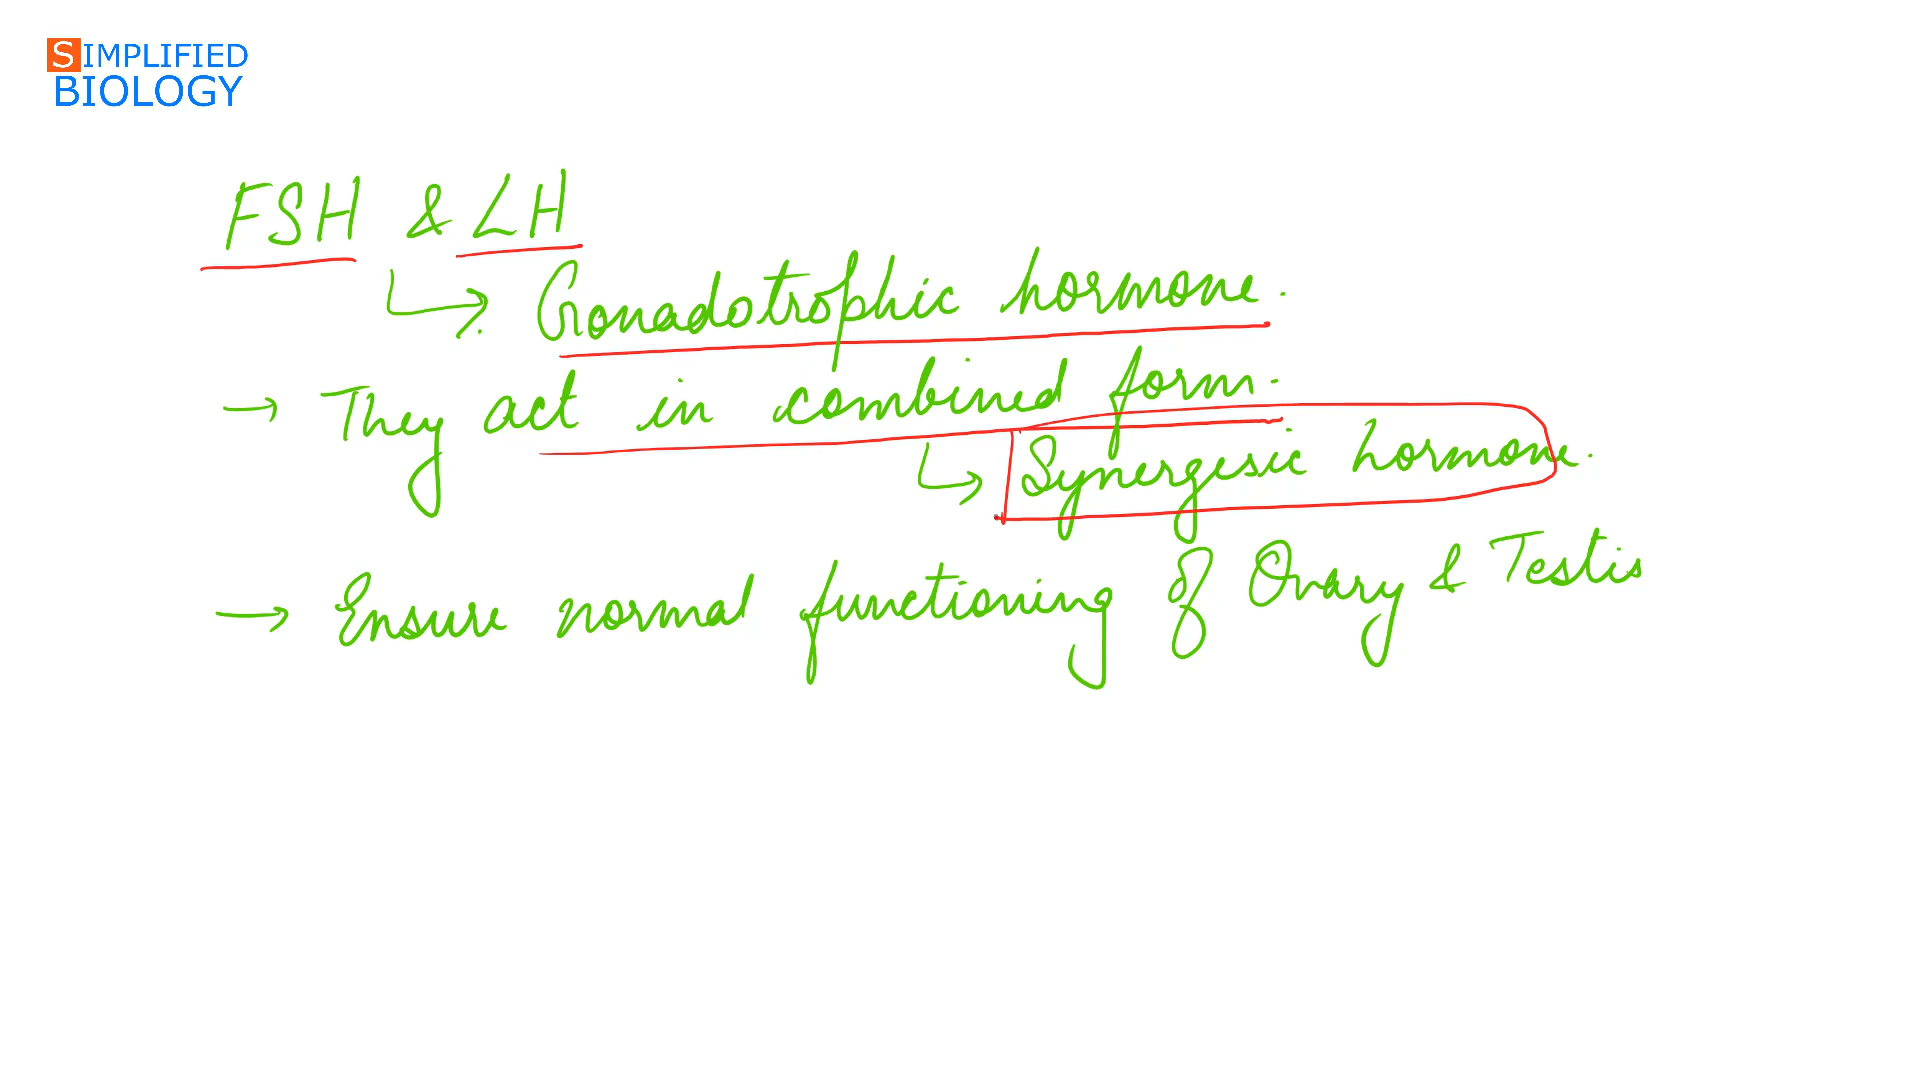 SIMPLIFIED
BIOLOGY
FSH & LH
↳ Gonadotrophic hormone.
→ They act in combined form.
↳ Synergesic hormone.
→ Ensure normal functioning of Ovary & Testis